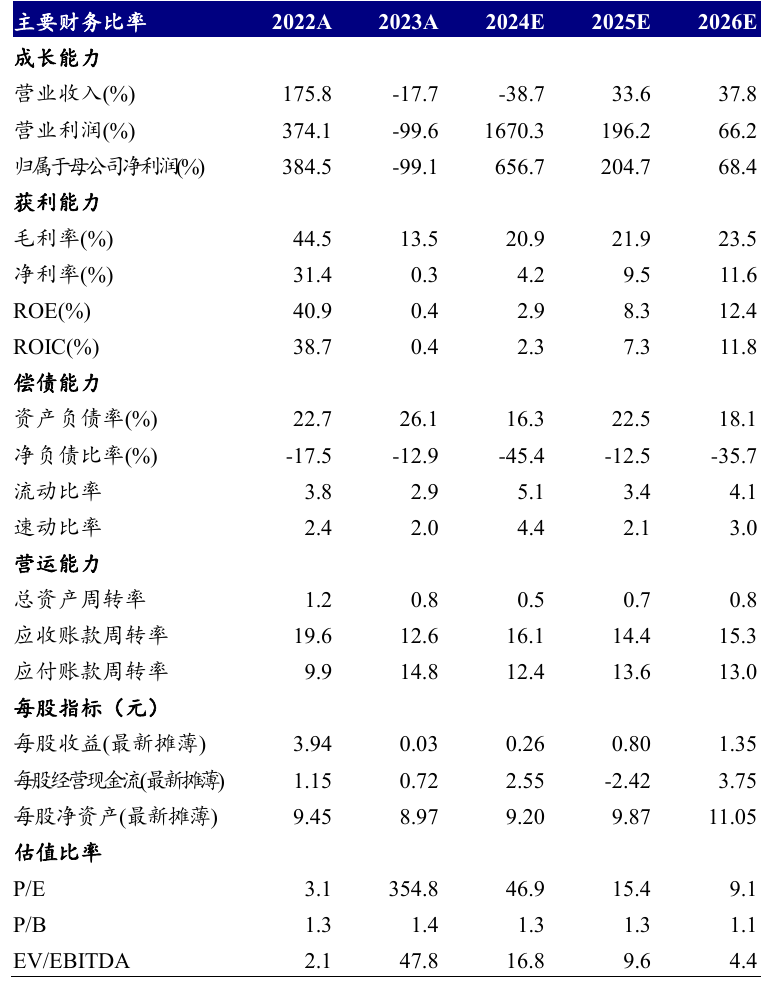 主要财务比率 2022A 2023A 2024E 2025E 2026E
成长能力
营业收入(%) 175.8 -17.7 -38.7 33.6 37.8
营业利润(%) 374.1 -99.6 1670.3 196.2 66.2
归属于母公司净利润(%) 384.5 -99.1 656.7 204.7 68.4
获利能力
毛利率(%) 44.5 13.5 20.9 21.9 23.5
净利率(%) 31.4 0.3 4.2 9.5 11.6
ROE(%) 40.9 0.4 2.9 8.3 12.4
ROIC(%) 38.7 0.4 2.3 7.3 11.8
偿债能力
资产负债率(%) 22.7 26.1 16.3 22.5 18.1
净负债比率(%) -17.5 -12.9 -45.4 -12.5 -35.7
流动比率 3.8 2.9 5.1 3.4 4.1
速动比率 2.4 2.0 4.4 2.1 3.0
营运能力
总资产周转率 1.2 0.8 0.5 0.7 0.8
应收账款周转率 19.6 12.6 16.1 14.4 15.3
应付账款周转率 9.9 14.8 12.4 13.6 13.0
每股指标（元）
每股收益(最新摊薄) 3.94 0.03 0.26 0.80 1.35
每股经营现金流(最新摊薄) 1.15 0.72 2.55 -2.42 3.75
每股净资产(最新摊薄) 9.45 8.97 9.20 9.87 11.05
估值比率
P/E 3.1 354.8 46.9 15.4 9.1
P/B 1.3 1.4 1.3 1.3 1.1
EV/EBITDA 2.1 47.8 16.8 9.6 4.4